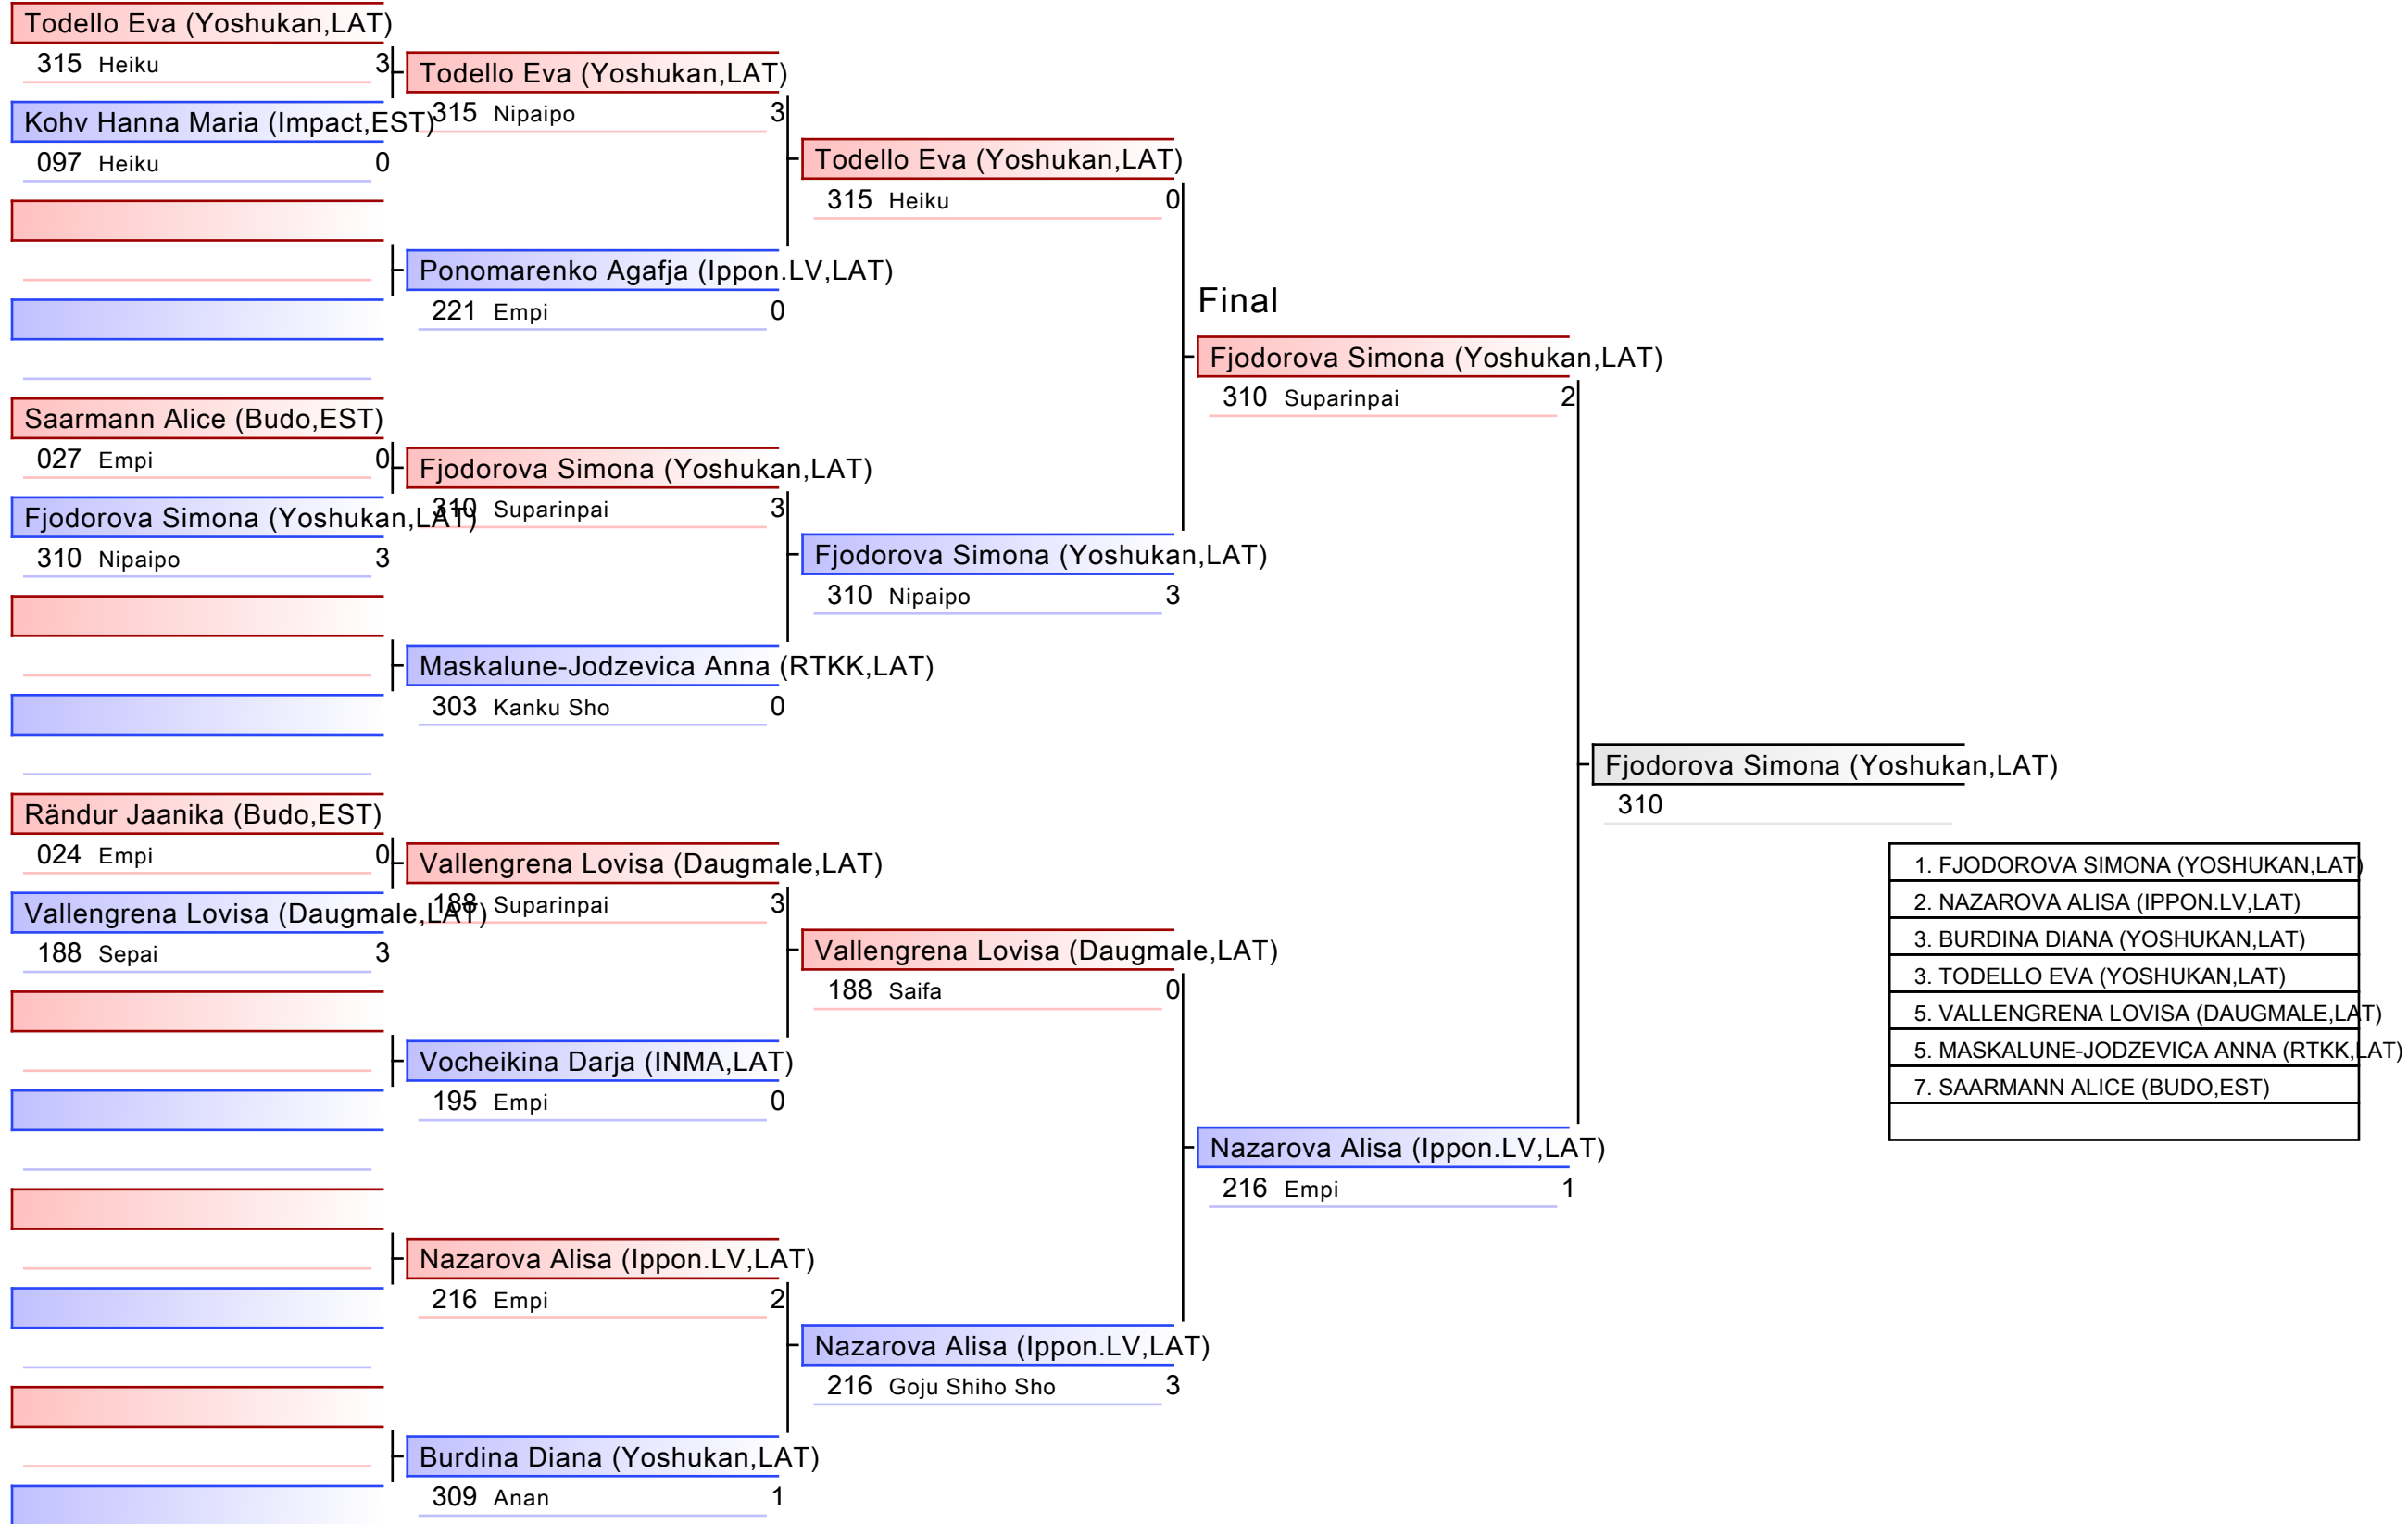 Todello Eva (Yoshukan,LAT)
315 Heiku 3
Kohv Hanna Maria (Impact,EST)
097 Heiku 0
Saarmann Alice (Budo,EST)
027 Empi 0
Fjodorova Simona (Yoshukan,LAT)
310 Nipaipo 3
Rändur Jaanika (Budo,EST)
024 Empi 0
Vallengrena Lovisa (Daugmale,LAT)
188 Sepai 3
Todello Eva (Yoshukan,LAT)
315 Nipaipo 3
Ponomarenko Agafja (Ippon.LV,LAT)
221 Empi 0
Fjodorova Simona (Yoshukan,LAT)
310 Suparinpai 3
Maskalune-Jodzevica Anna (RTKK,LAT)
303 Kanku Sho 0
Vallengrena Lovisa (Daugmale,LAT)
188 Suparinpai 3
Vocheikina Darja (INMA,LAT)
195 Empi 0
Nazarova Alisa (Ippon.LV,LAT)
216 Empi 2
Burdina Diana (Yoshukan,LAT)
309 Anan 1
Todello Eva (Yoshukan,LAT)
315 Heiku 0
Fjodorova Simona (Yoshukan,LAT)
310 Nipaipo 3
Vallengrena Lovisa (Daugmale,LAT)
188 Saifa 0
Nazarova Alisa (Ippon.LV,LAT)
216 Goju Shiho Sho 3
Final
Fjodorova Simona (Yoshukan,LAT)
310 Suparinpai 2
Nazarova Alisa (Ippon.LV,LAT)
216 Empi 1
Fjodorova Simona (Yoshukan,LAT)
310
1. FJODOROVA SIMONA (YOSHUKAN,LAT)
2. NAZAROVA ALISA (IPPON.LV,LAT)
3. BURDINA DIANA (YOSHUKAN,LAT)
3. TODELLO EVA (YOSHUKAN,LAT)
5. VALLENGRENA LOVISA (DAUGMALE,LAT)
5. MASKALUNE-JODZEVICA ANNA (RTKK,LAT)
7. SAARMANN ALICE (BUDO,EST)